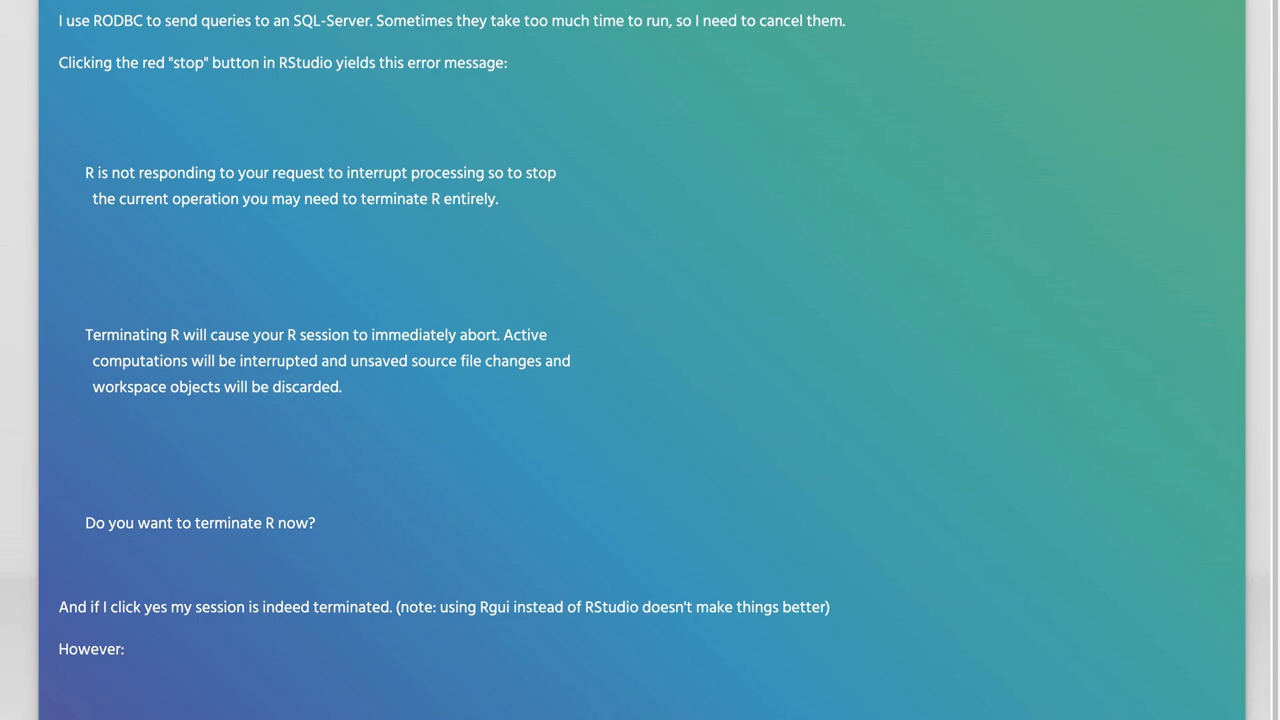 I use RODBC to send queries to an SQL-Server. Sometimes they take too much time to run, so I need to cancel them.
Clicking the red "stop" button in RStudio yields this error message:
R is not responding to your request to interrupt processing so to stop
the current operation you may need to terminate R entirely.
Terminating R will cause your R session to immediately abort. Active
computations will be interrupted and unsaved source file changes and
workspace objects will be discarded.
Do you want to terminate R now?
And if I click yes my session is indeed terminated. (note: using Rgui instead of RStudio doesn't make things better)
However: